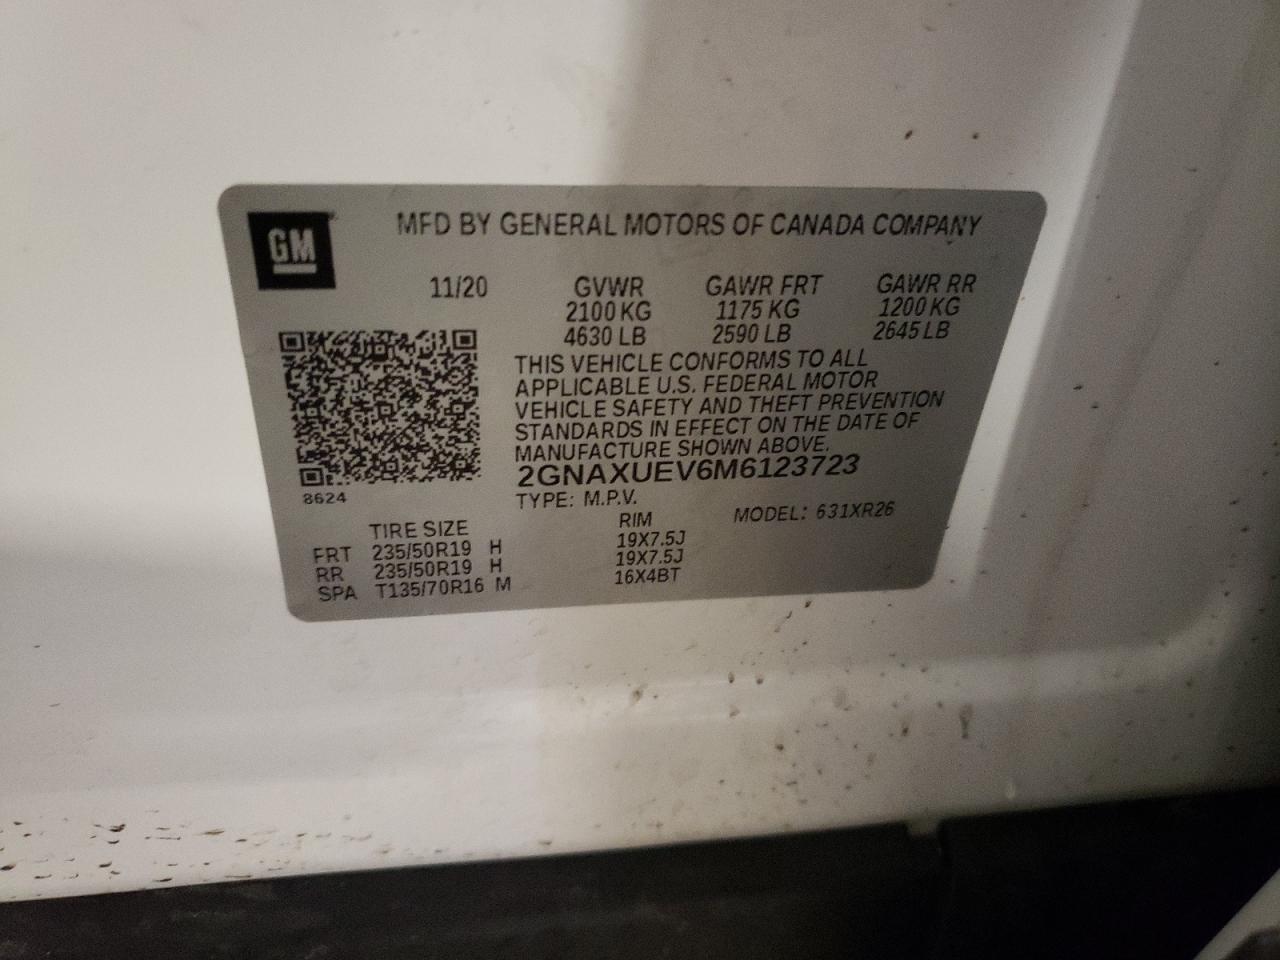 GM
MFD BY GENERAL MOTORS OF CANADA COMPANY
11/20 GVWR GAWR FRT GAWR RR
2100 KG 1175 KG 1200 KG
4630 LB 2590 LB 2645 LB
THIS VEHICLE CONFORMS TO ALL
APPLICABLE U.S. FEDERAL MOTOR
VEHICLE SAFETY AND THEFT PREVENTION
STANDARDS IN EFFECT ON THE DATE OF
MANUFACTURE SHOWN ABOVE.
2GNAXUEV6M6123723
8624
TYPE: M.P.V. MODEL: 631XR26
TIRE SIZE RIM
FRT 235/50R19 H 19X7.5J
RR 235/50R19 H 19X7.5J
SPA T135/70R16 M 16X4BT